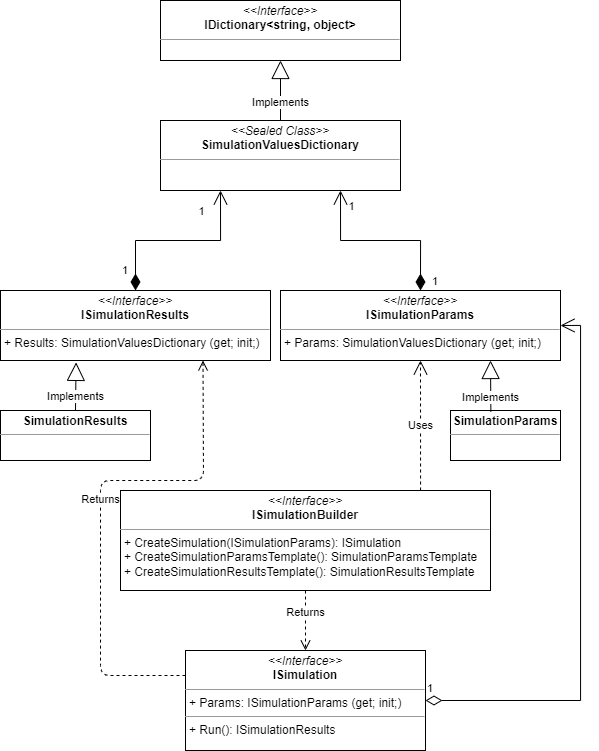 <<Interface>>
IDictionary<string, object>
Implements
<<Sealed Class>>
SimulationValuesDictionary
1
1
1
1
<<Interface>>
ISimulationResults
+ Results: SimulationValuesDictionary (get; init;)
<<Interface>>
ISimulationParams
+ Params: SimulationValuesDictionary (get; init;)
Implements
SimulationResults
Implements
SimulationParams
Uses
Returns
<<Interface>>
ISimulationBuilder
+ CreateSimulation(ISimulationParams): ISimulation
+ CreateSimulationParamsTemplate(): SimulationParamsTemplate
+ CreateSimulationResultsTemplate(): SimulationResultsTemplate
Returns
<<Interface>>
ISimulation
+ Params: ISimulationParams (get; init;)
+ Run(): ISimulationResults
1